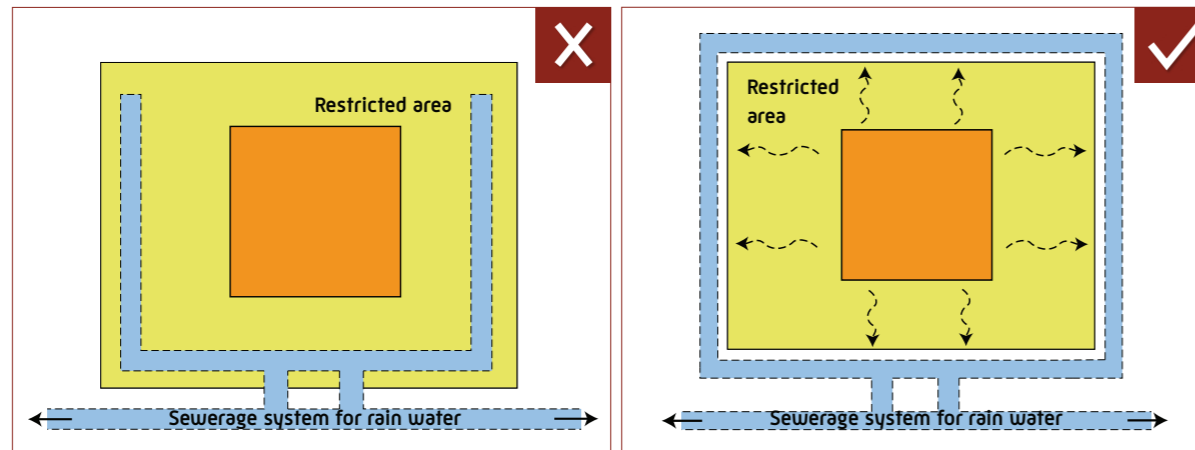 Restricted area
Sewerage system for rain water
Restricted
area
Sewerage system for rain water